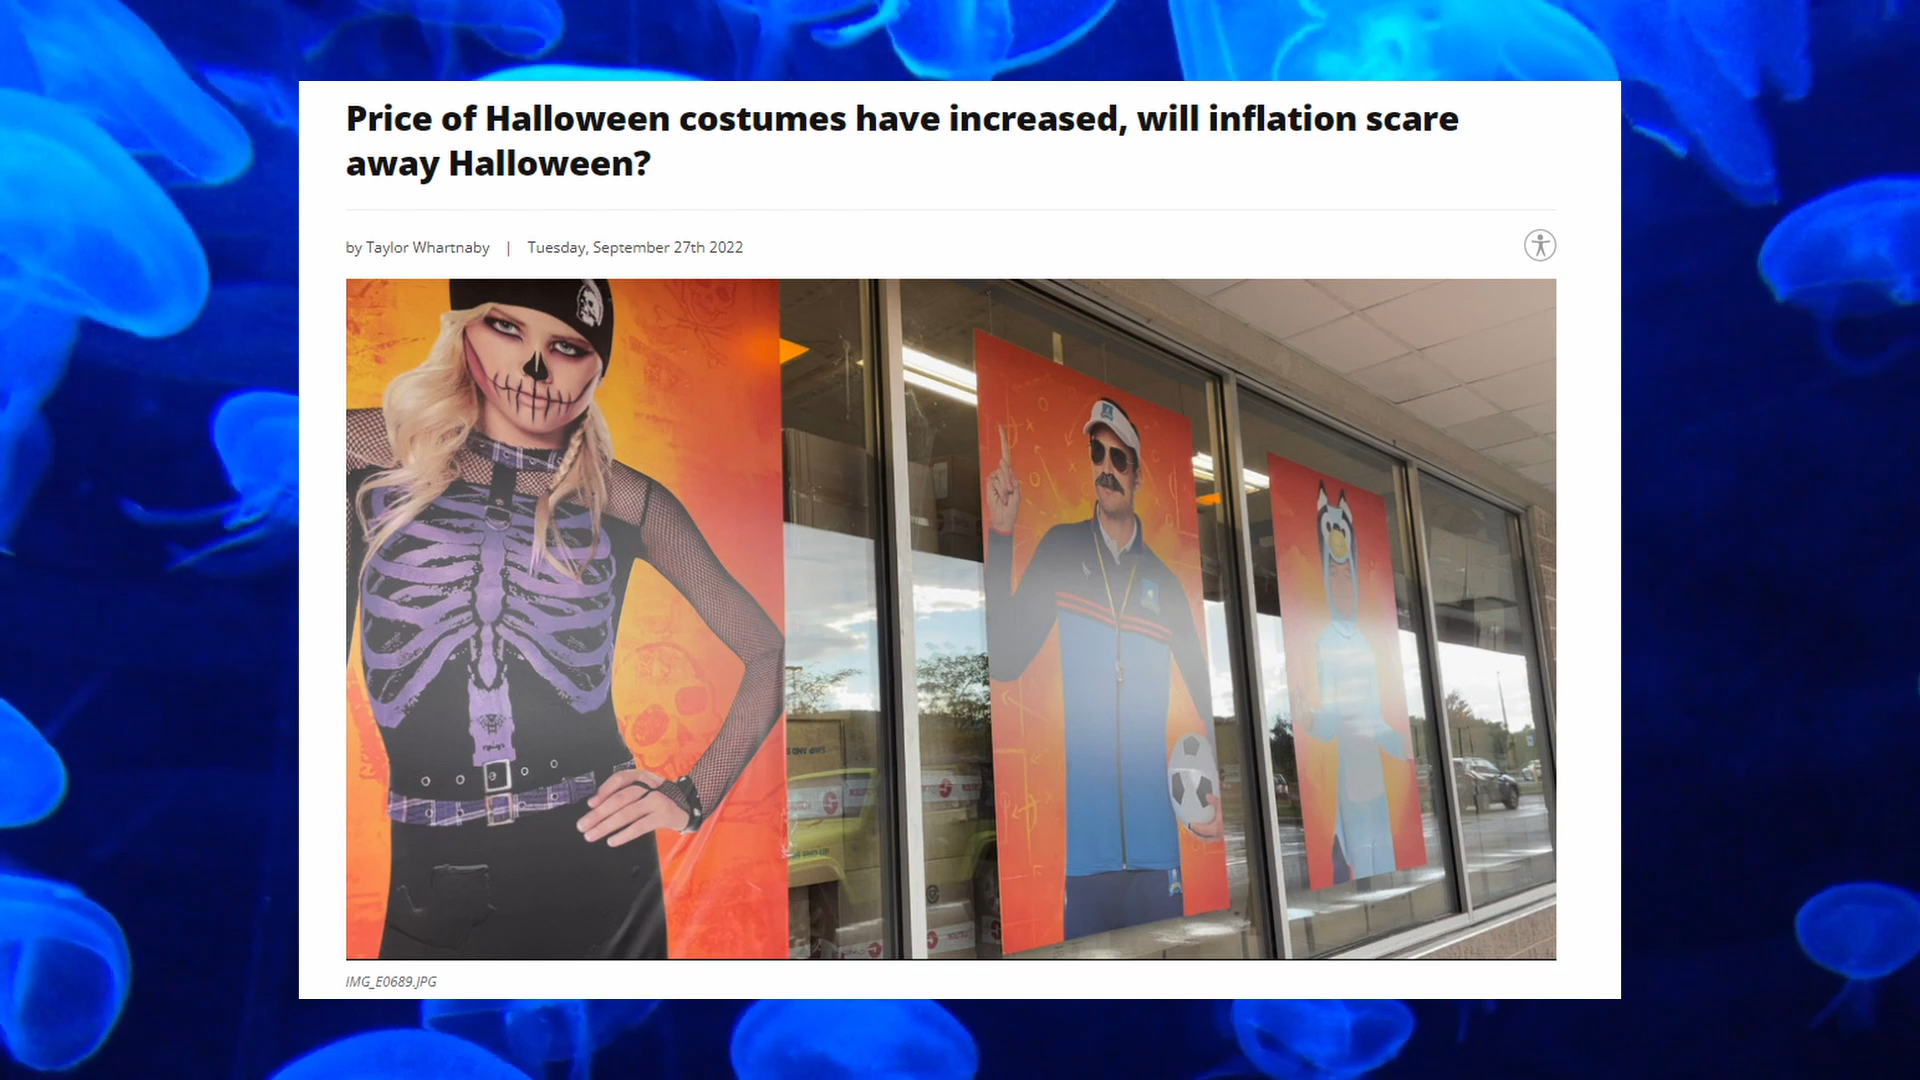 Price of Halloween costumes have increased, will inflation scare
away Halloween?
by Taylor Whartnaby | Tuesday, September 27th 2022
IMG_E0689.JPG